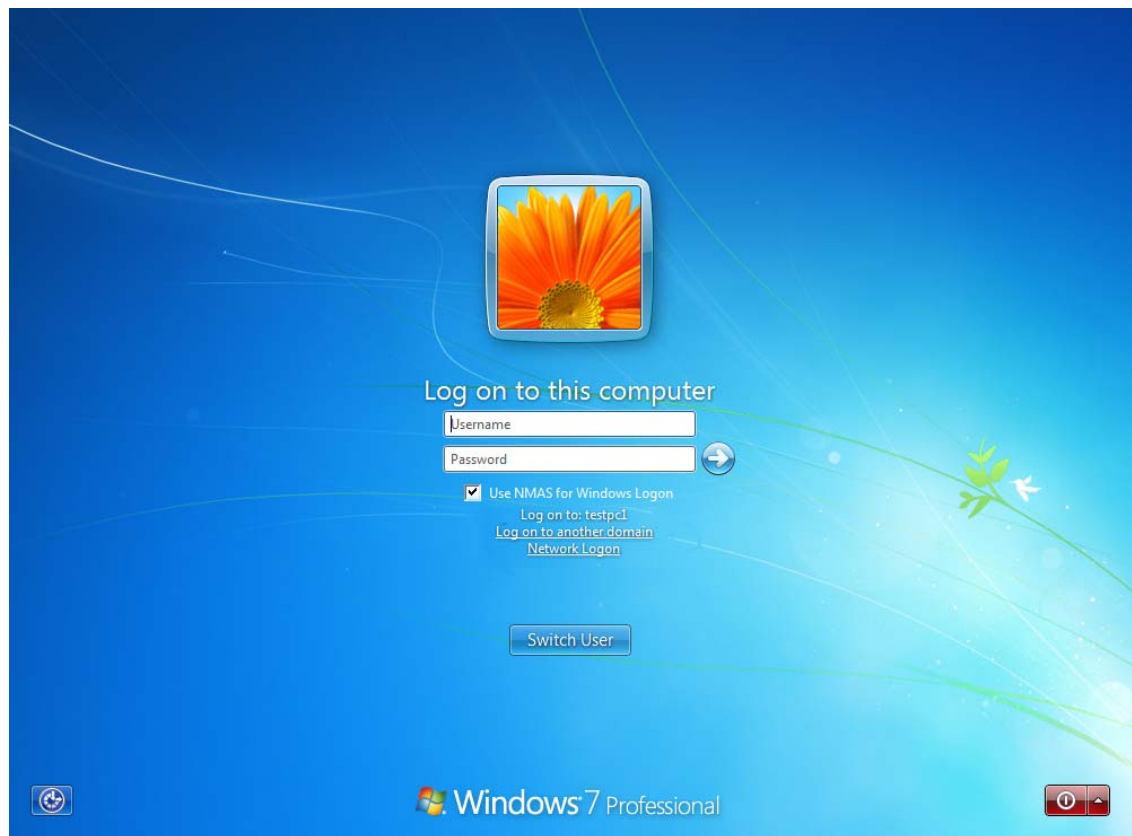 Log on to this computer
Username
Password
Use NMAS for Windows Logon
Log on to: testpc1
Log on to another domain
Network Logon
Switch User
Windows 7 Professional